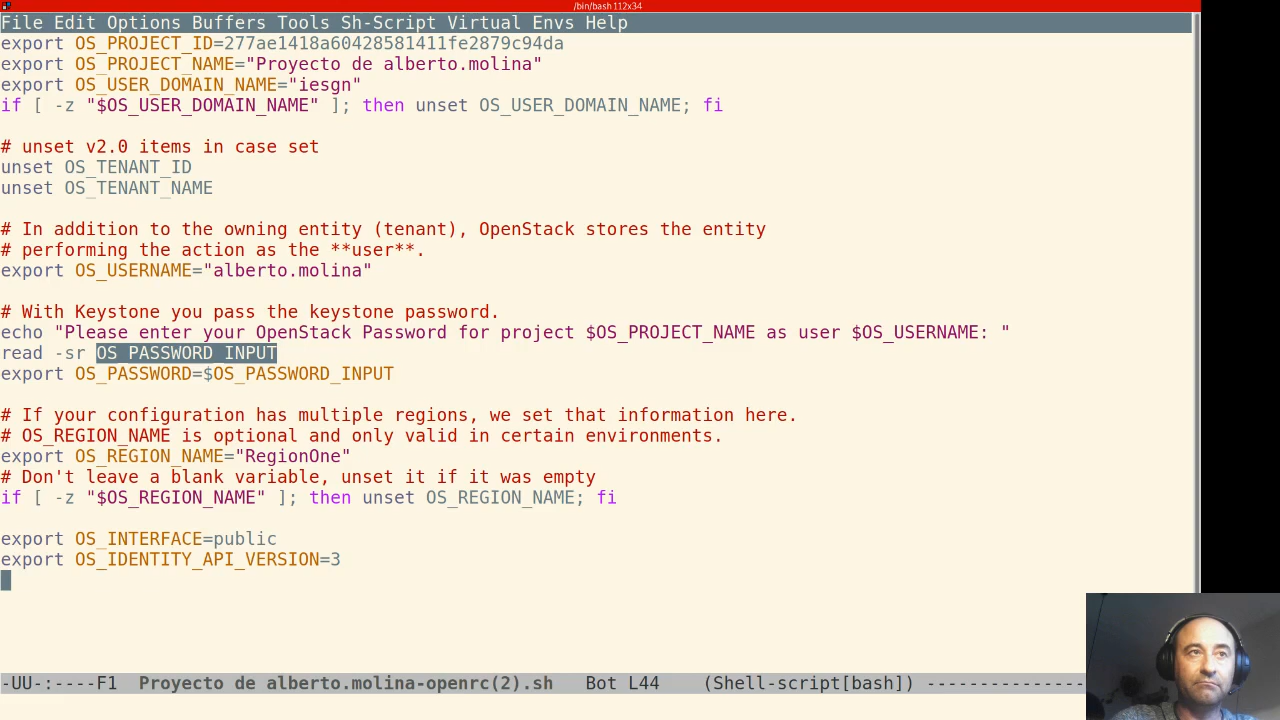 /bin/bash 112x34
File Edit Options Buffers Tools Sh-Script Virtual Envs Help
export OS_PROJECT_ID=277ae1418a60428581411fe2879c94da
export OS_PROJECT_NAME="Proyecto de alberto.molina"
export OS_USER_DOMAIN_NAME="iesgn"
if [ -z "$OS_USER_DOMAIN_NAME" ]; then unset OS_USER_DOMAIN_NAME; fi
# unset v2.0 items in case set
unset OS_TENANT_ID
unset OS_TENANT_NAME
# In addition to the owning entity (tenant), OpenStack stores the entity
# performing the action as the **user**.
export OS_USERNAME="alberto.molina"
# With Keystone you pass the keystone password.
echo "Please enter your OpenStack Password for project $OS_PROJECT_NAME as user $OS_USERNAME: "
read -sr OS_PASSWORD_INPUT
export OS_PASSWORD=$OS_PASSWORD_INPUT
# If your configuration has multiple regions, we set that information here.
# OS_REGION_NAME is optional and only valid in certain environments.
export OS_REGION_NAME="RegionOne"
# Don't leave a blank variable, unset it if it was empty
if [ -z "$OS_REGION_NAME" ]; then unset OS_REGION_NAME; fi
export OS_INTERFACE=public
export OS_IDENTITY_API_VERSION=3
-UU-:----F1  Proyecto de alberto.molina-openrc(2).sh   Bot L44    (Shell-script[bash]) ---------------